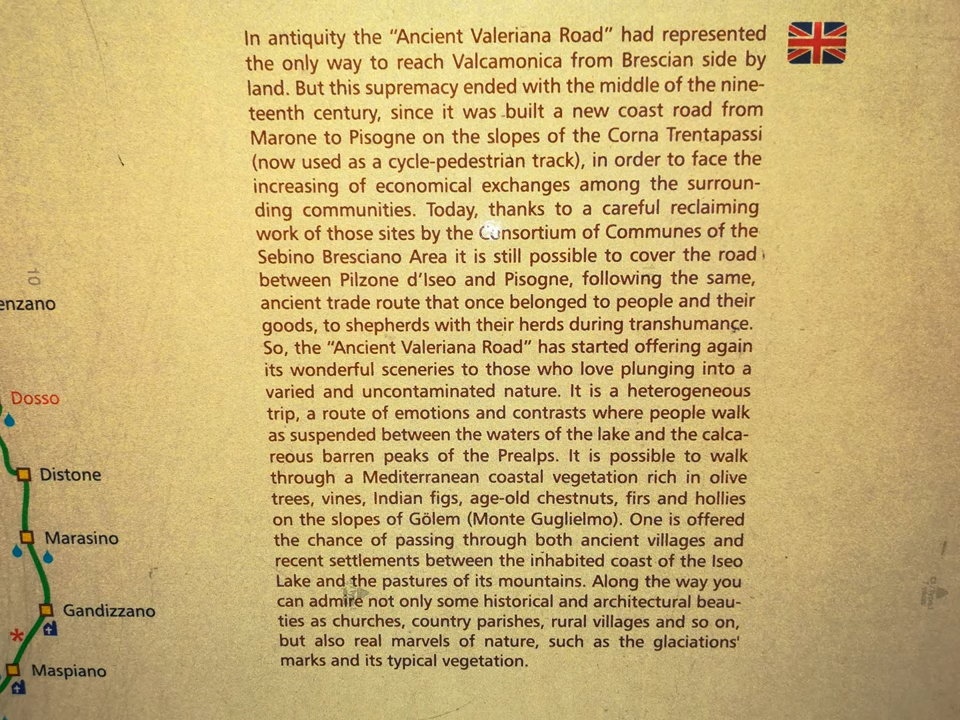 In antiquity the “Ancient Valeriana Road” had represented
the only way to reach Valcamonica from Brescian side by
land. But this supremacy ended with the middle of the nine-
teenth century, since it was built a new coast road from
Marone to Pisogne on the slopes of the Corna Trentapassi
(now used as a cycle-pedestrian track), in order to face the
increasing of economical exchanges among the surroun-
ding communities. Today, thanks to a careful reclaiming
work of those sites by the Consortium of Communes of the
Sebino Bresciano Area it is still possible to cover the road
between Pilzone d'Iseo and Pisogne, following the same,
ancient trade route that once belonged to people and their
goods, to shepherds with their herds during transhumance.
So, the “Ancient Valeriana Road” has started offering again
its wonderful sceneries to those who love plunging into a
varied and uncontaminated nature. It is a heterogeneous
trip, a route of emotions and contrasts where people walk
as suspended between the waters of the lake and the calca-
reous barren peaks of the Prealps. It is possible to walk
through a Mediterranean coastal vegetation rich in olive
trees, vines, Indian figs, age-old chestnuts, firs and hollies
on the slopes of Gölem (Monte Guglielmo). One is offered
the chance of passing through both ancient villages and
recent settlements between the inhabited coast of the Iseo
Lake and the pastures of its mountains. Along the way you
can admire not only some historical and architectural beau-
ties as churches, country parishes, rural villages and so on,
but also real marvels of nature, such as the glaciations'
marks and its typical vegetation.
10
enzano
Dosso
Distone
Marasino
Gandizzano
Maspiano